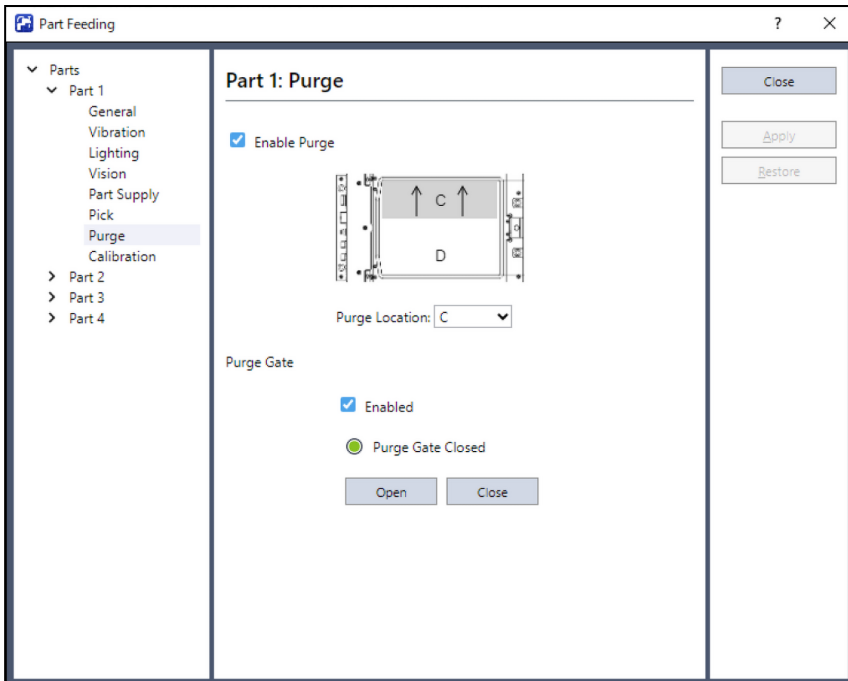 Part Feeding
?
Parts
Part 1
General
Vibration
Lighting
Vision
Part Supply
Pick
Purge
Calibration
Part 2
Part 3
Part 4
Part 1: Purge
Enable Purge
C
D
Purge Location: C
Purge Gate
Enabled
Purge Gate Closed
Open Close
Close
Apply
Restore